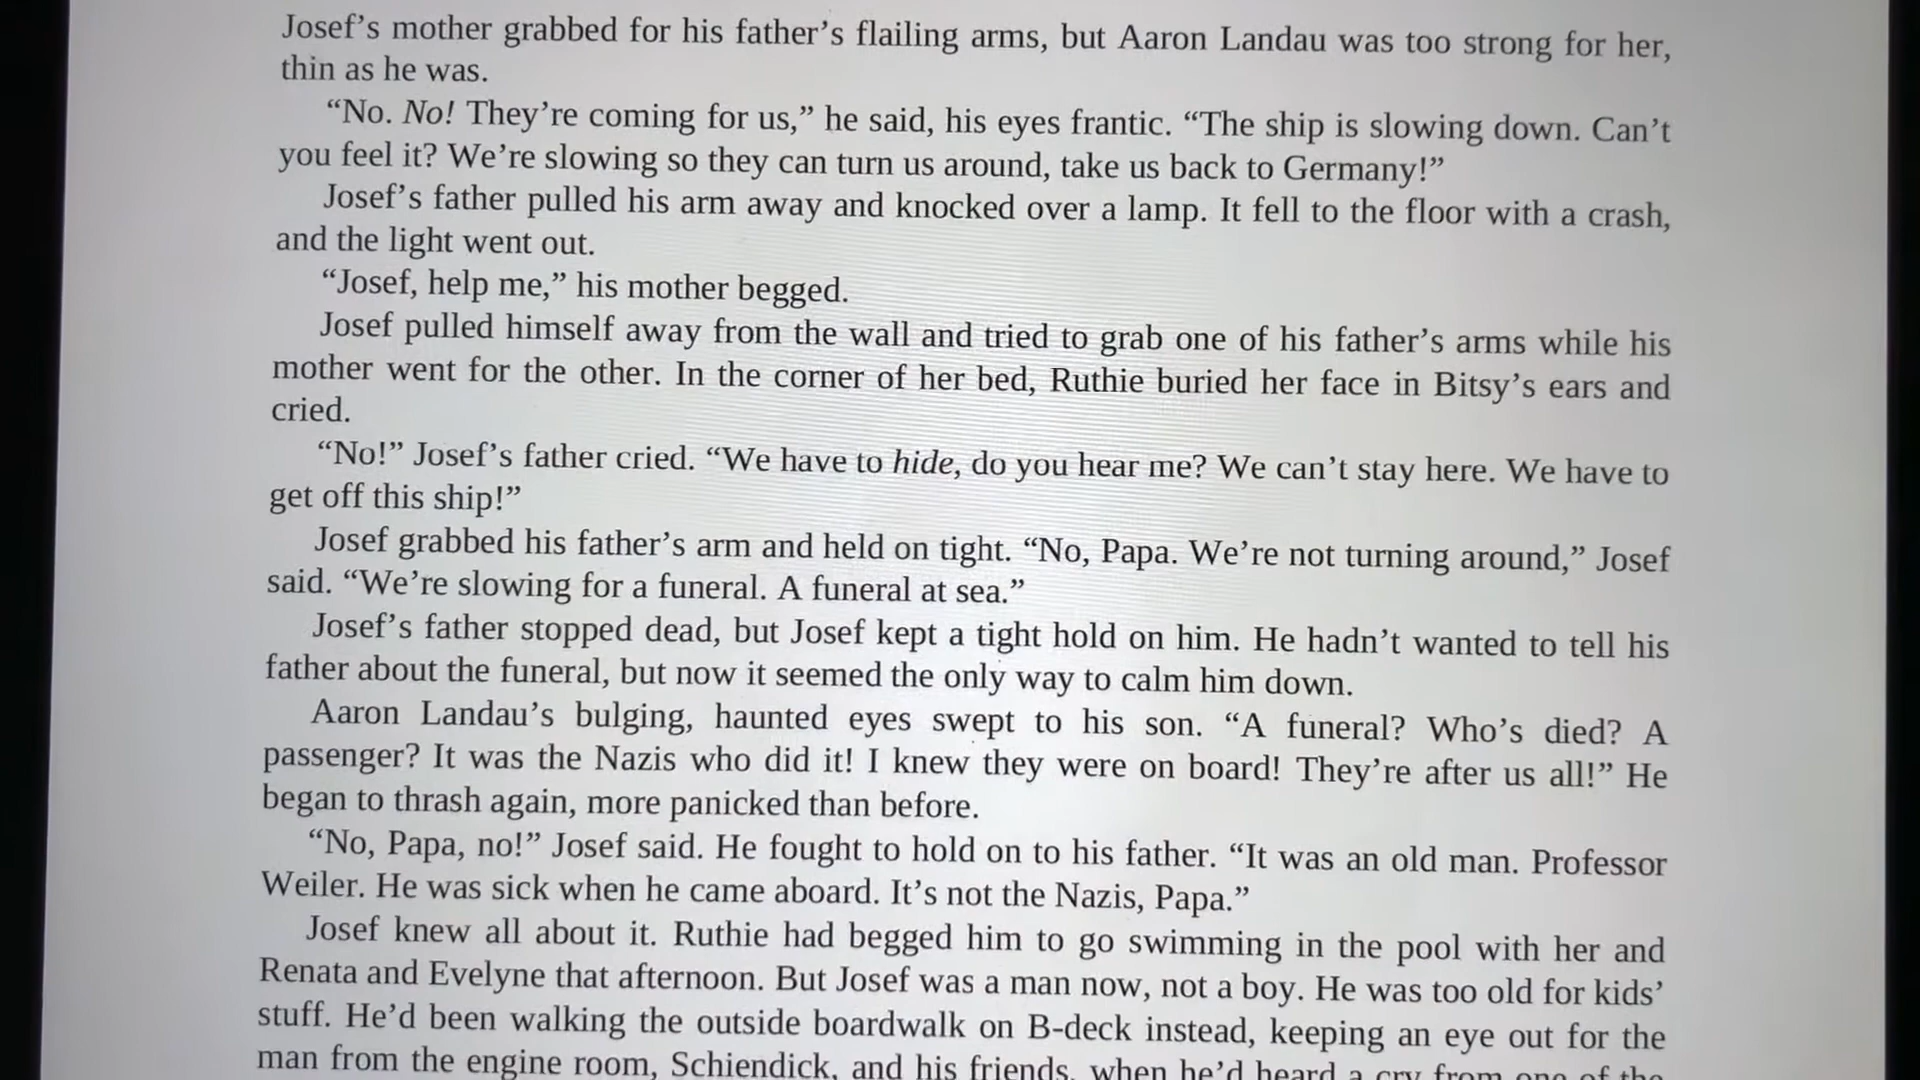 Josef’s mother grabbed for his father’s flailing arms, but Aaron Landau was too strong for her,
thin as he was.
“No. No! They’re coming for us,” he said, his eyes frantic. “The ship is slowing down. Can’t
you feel it? We’re slowing so they can turn us around, take us back to Germany!”
Josef’s father pulled his arm away and knocked over a lamp. It fell to the floor with a crash,
and the light went out.
“Josef, help me,” his mother begged.
Josef pulled himself away from the wall and tried to grab one of his father’s arms while his
mother went for the other. In the corner of her bed, Ruthie buried her face in Bitsy’s ears and
cried.
“No!” Josef’s father cried. “We have to hide, do you hear me? We can’t stay here. We have to
get off this ship!”
Josef grabbed his father’s arm and held on tight. “No, Papa. We’re not turning around,” Josef
said. “We’re slowing for a funeral. A funeral at sea.”
Josef’s father stopped dead, but Josef kept a tight hold on him. He hadn’t wanted to tell his
father about the funeral, but now it seemed the only way to calm him down.
Aaron Landau’s bulging, haunted eyes swept to his son. “A funeral? Who’s died? A
passenger? It was the Nazis who did it! I knew they were on board! They’re after us all!” He
began to thrash again, more panicked than before.
“No, Papa, no!” Josef said. He fought to hold on to his father. “It was an old man. Professor
Weiler. He was sick when he came aboard. It’s not the Nazis, Papa.”
Josef knew all about it. Ruthie had begged him to go swimming in the pool with her and
Renata and Evelyne that afternoon. But Josef was a man now, not a boy. He was too old for kids’
stuff. He’d been walking the outside boardwalk on B-deck instead, keeping an eye out for the
man from the engine room, Schiendick, and his friends, when he’d heard a cry from one of the